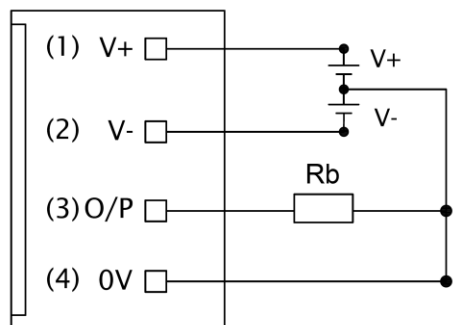 (1) V+
V+
(2) V-
V-
(3) O/P
Rb
(4) 0V